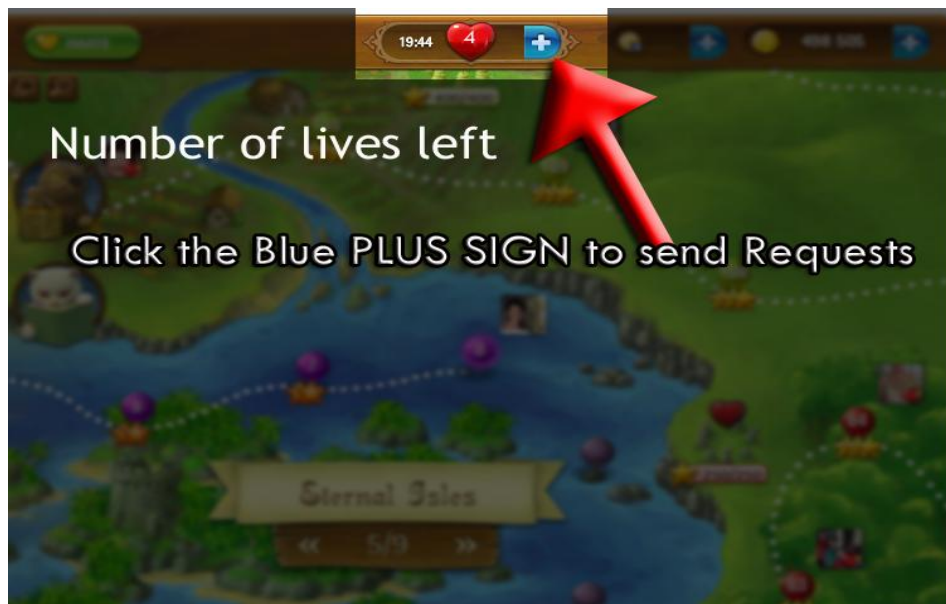 19:44 4
Number of lives left
Click the Blue PLUS SIGN to send Requests
Eternal Isles
5/9